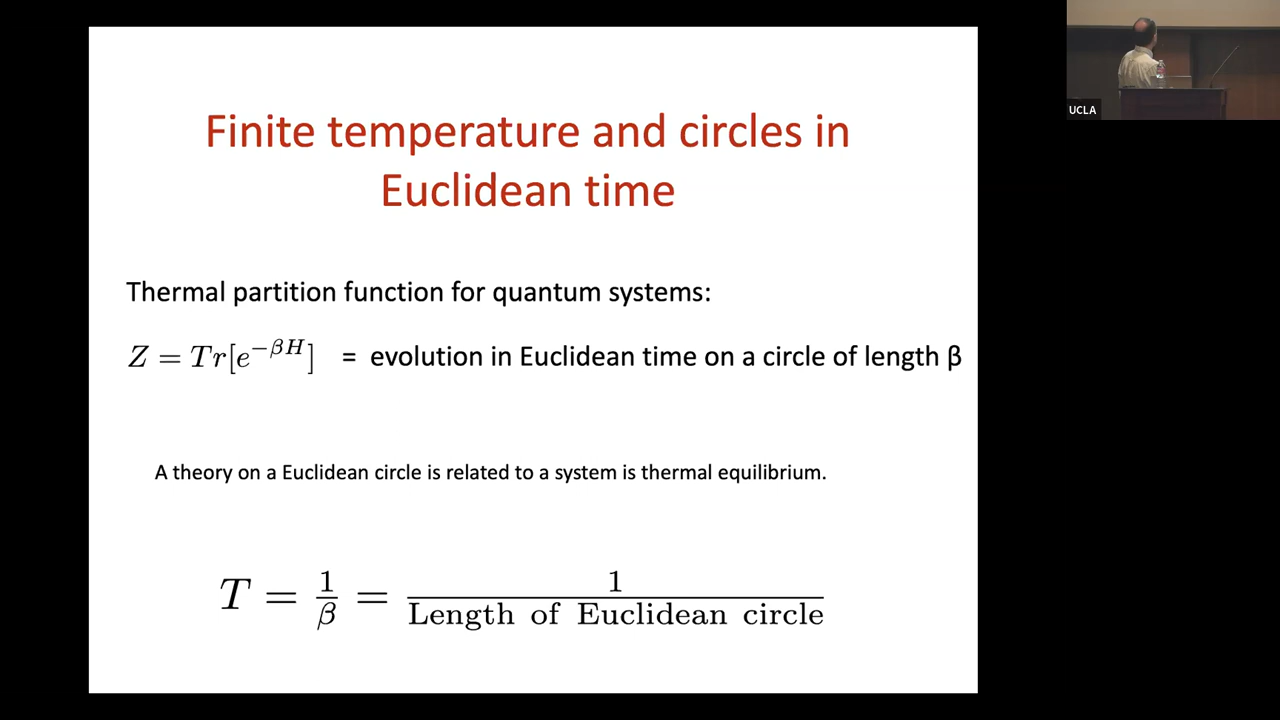 Finite temperature and circles in
Euclidean time
Thermal partition function for quantum systems:
Z = Tr[e^{-βH}] = evolution in Euclidean time on a circle of length β
A theory on a Euclidean circle is related to a system is thermal equilibrium.
T = 1/β = 1/Length of Euclidean circle
UCLA